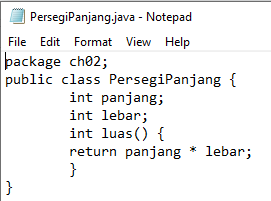 PersegiPanjang.java - Notepad
File Edit Format View Help
package ch02;
public class PersegiPanjang {
        int panjang;
        int lebar;
        int luas() {
        return panjang * lebar;
        }
}